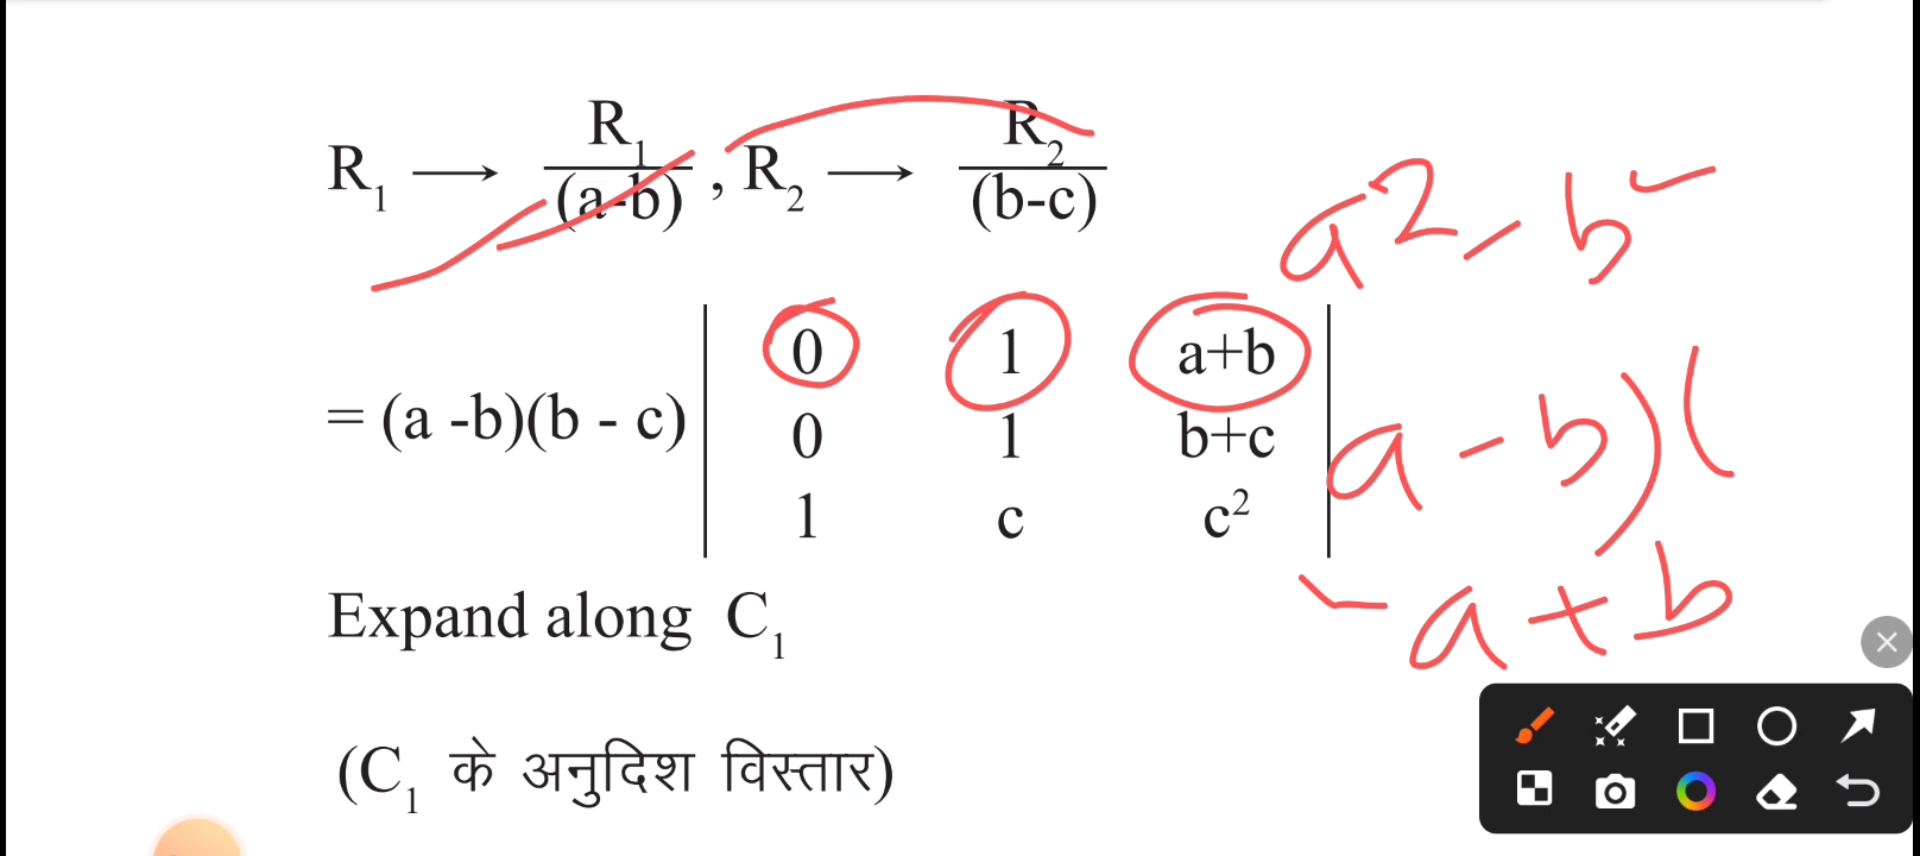 R₁ ⟶ R₁/(a-b) , R₂ ⟶ R₂/(b-c)
a² - b²
= (a -b)(b - c) | 0 1 a+b |
| 0 1 b+c |
| 1 c c² |
a - b) (
a + b
Expand along C₁
(C₁ के अनुदिश विस्तार)